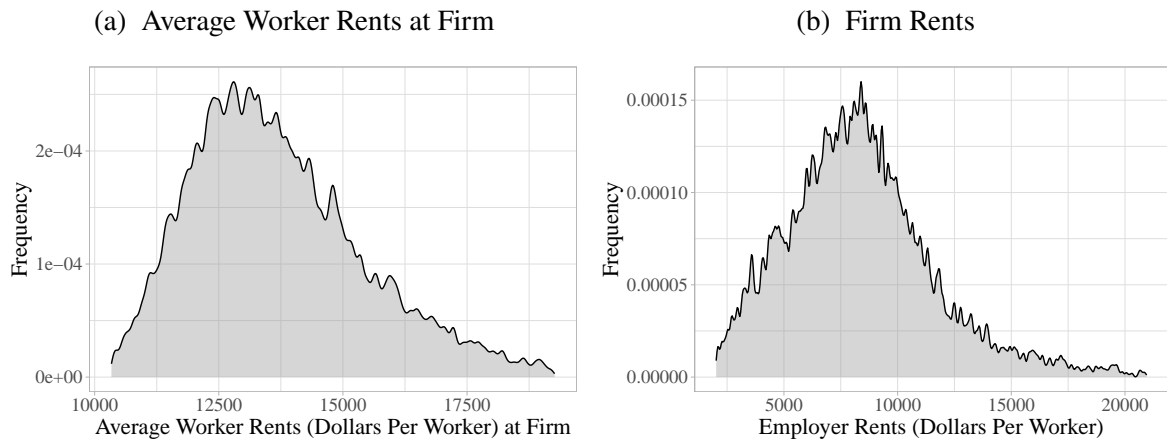 (a) Average Worker Rents at Firm
2e−04
1e−04
0e+00
Frequency
10000 12500 15000 17500
Average Worker Rents (Dollars Per Worker) at Firm
(b) Firm Rents
0.00015
0.00010
0.00005
0.00000
Frequency
5000 10000 15000 20000
Employer Rents (Dollars Per Worker)